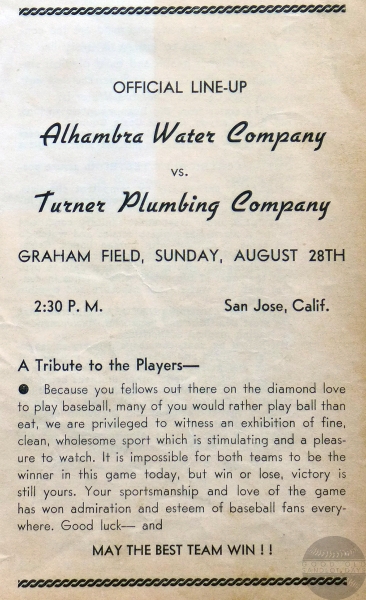 OFFICIAL LINE-UP
Alhambra Water Company
vs.
Turner Plumbing Company
GRAHAM FIELD, SUNDAY, AUGUST 28TH
2:30 P. M. San Jose, Calif.
A Tribute to the Players—
● Because you fellows out there on the diamond love
to play baseball, many of you would rather play ball than
eat, we are privileged to witness an exhibition of fine,
clean, wholesome sport which is stimulating and a pleas-
ure to watch. It is impossible for both teams to be the
winner in this game today, but win or lose, victory is
still yours. Your sportsmanship and love of the game
has won admiration and esteem of baseball fans every-
where. Good luck— and
MAY THE BEST TEAM WIN ! !